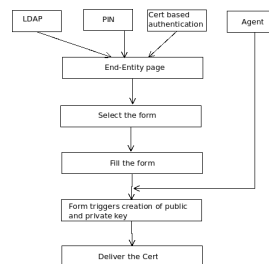 LDAP
PIN
Cert based
authentication
Agent
End-Entity page
Select the form
Fill the form
Form triggers creation of public
and private key
Deliver the Cert